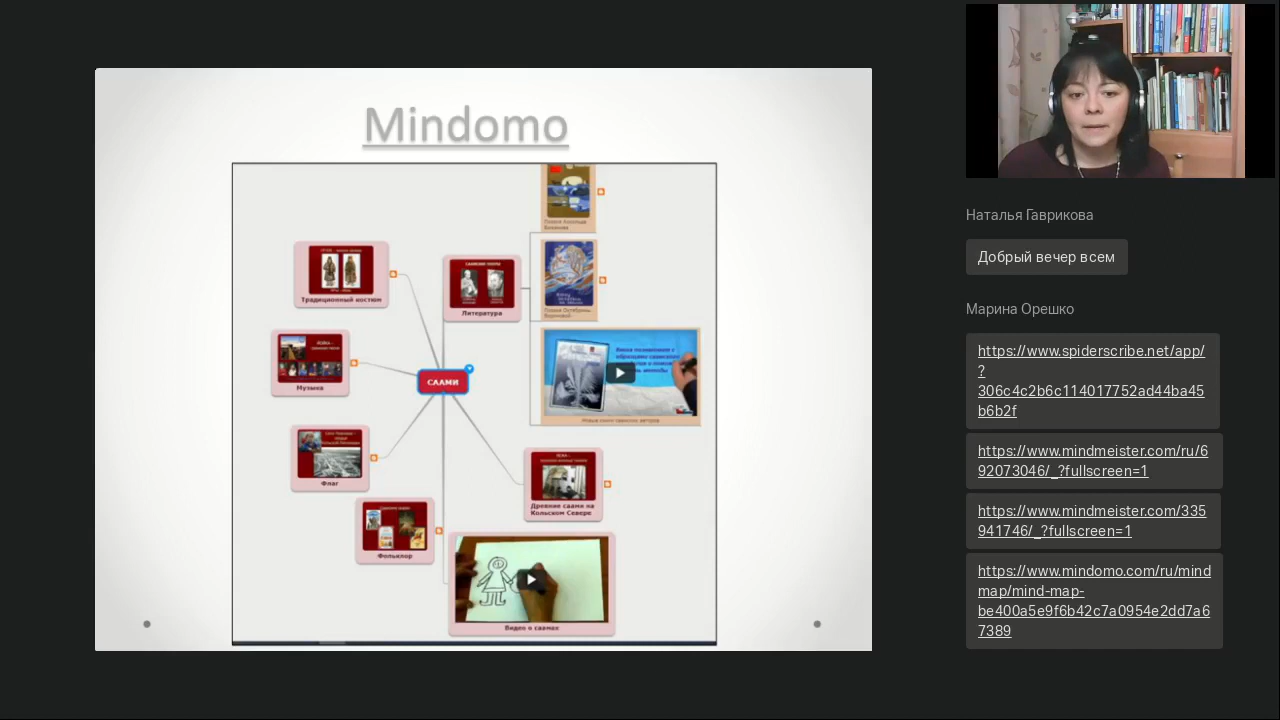 Mindomo
Традиционный костюм
Литература
Музыка
СААМИ
Флаг
Фольклор
Древние саами на
Кольском Севере
Видео о саамах
Наталья Гаврикова
Добрый вечер всем
Марина Орешко
https://www.spiderscribe.net/app/
?
306c4c2b6c114017752ad44ba45
b6b2f
https://www.mindmeister.com/ru/6
92073046/_?fullscreen=1
https://www.mindmeister.com/335
941746/_?fullscreen=1
https://www.mindomo.com/ru/mind
map/mind-map-
be400a5e9f6b42c7a0954e2dd7a6
7389